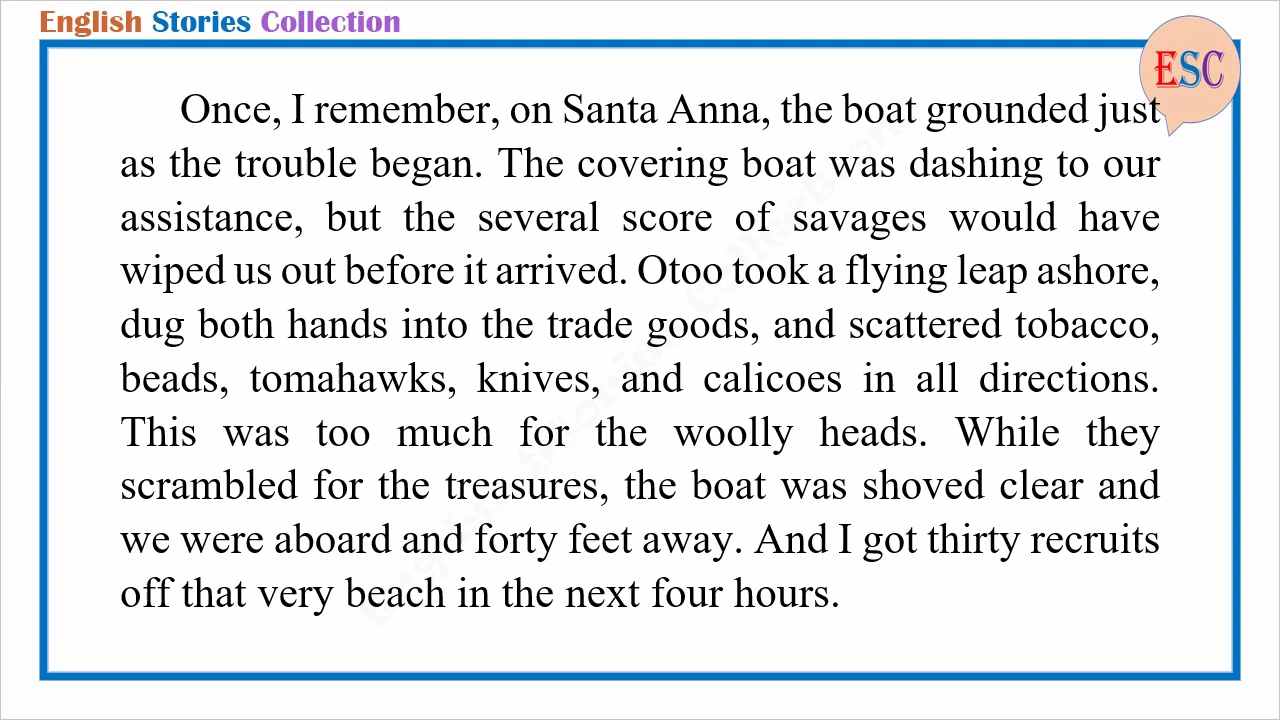 English Stories Collection
ESC
Once, I remember, on Santa Anna, the boat grounded just
as the trouble began. The covering boat was dashing to our
assistance, but the several score of savages would have
wiped us out before it arrived. Otoo took a flying leap ashore,
dug both hands into the trade goods, and scattered tobacco,
beads, tomahawks, knives, and calicoes in all directions.
This was too much for the woolly heads. While they
scrambled for the treasures, the boat was shoved clear and
we were aboard and forty feet away. And I got thirty recruits
off that very beach in the next four hours.
English Stories Collection